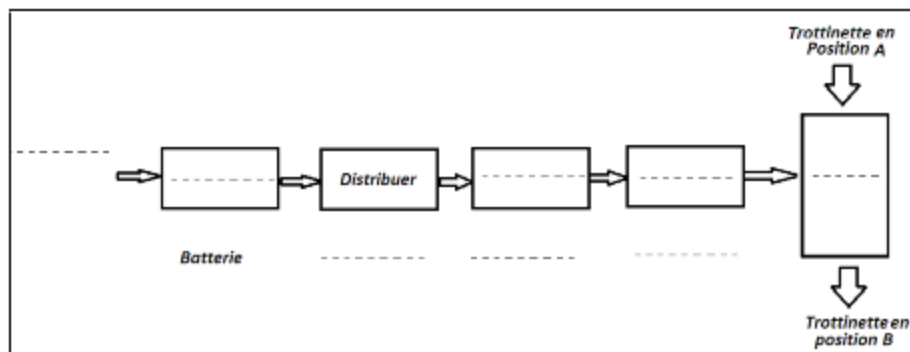 Trottinette en
Position A
Distribuer
Batterie
Trottinette en
position B